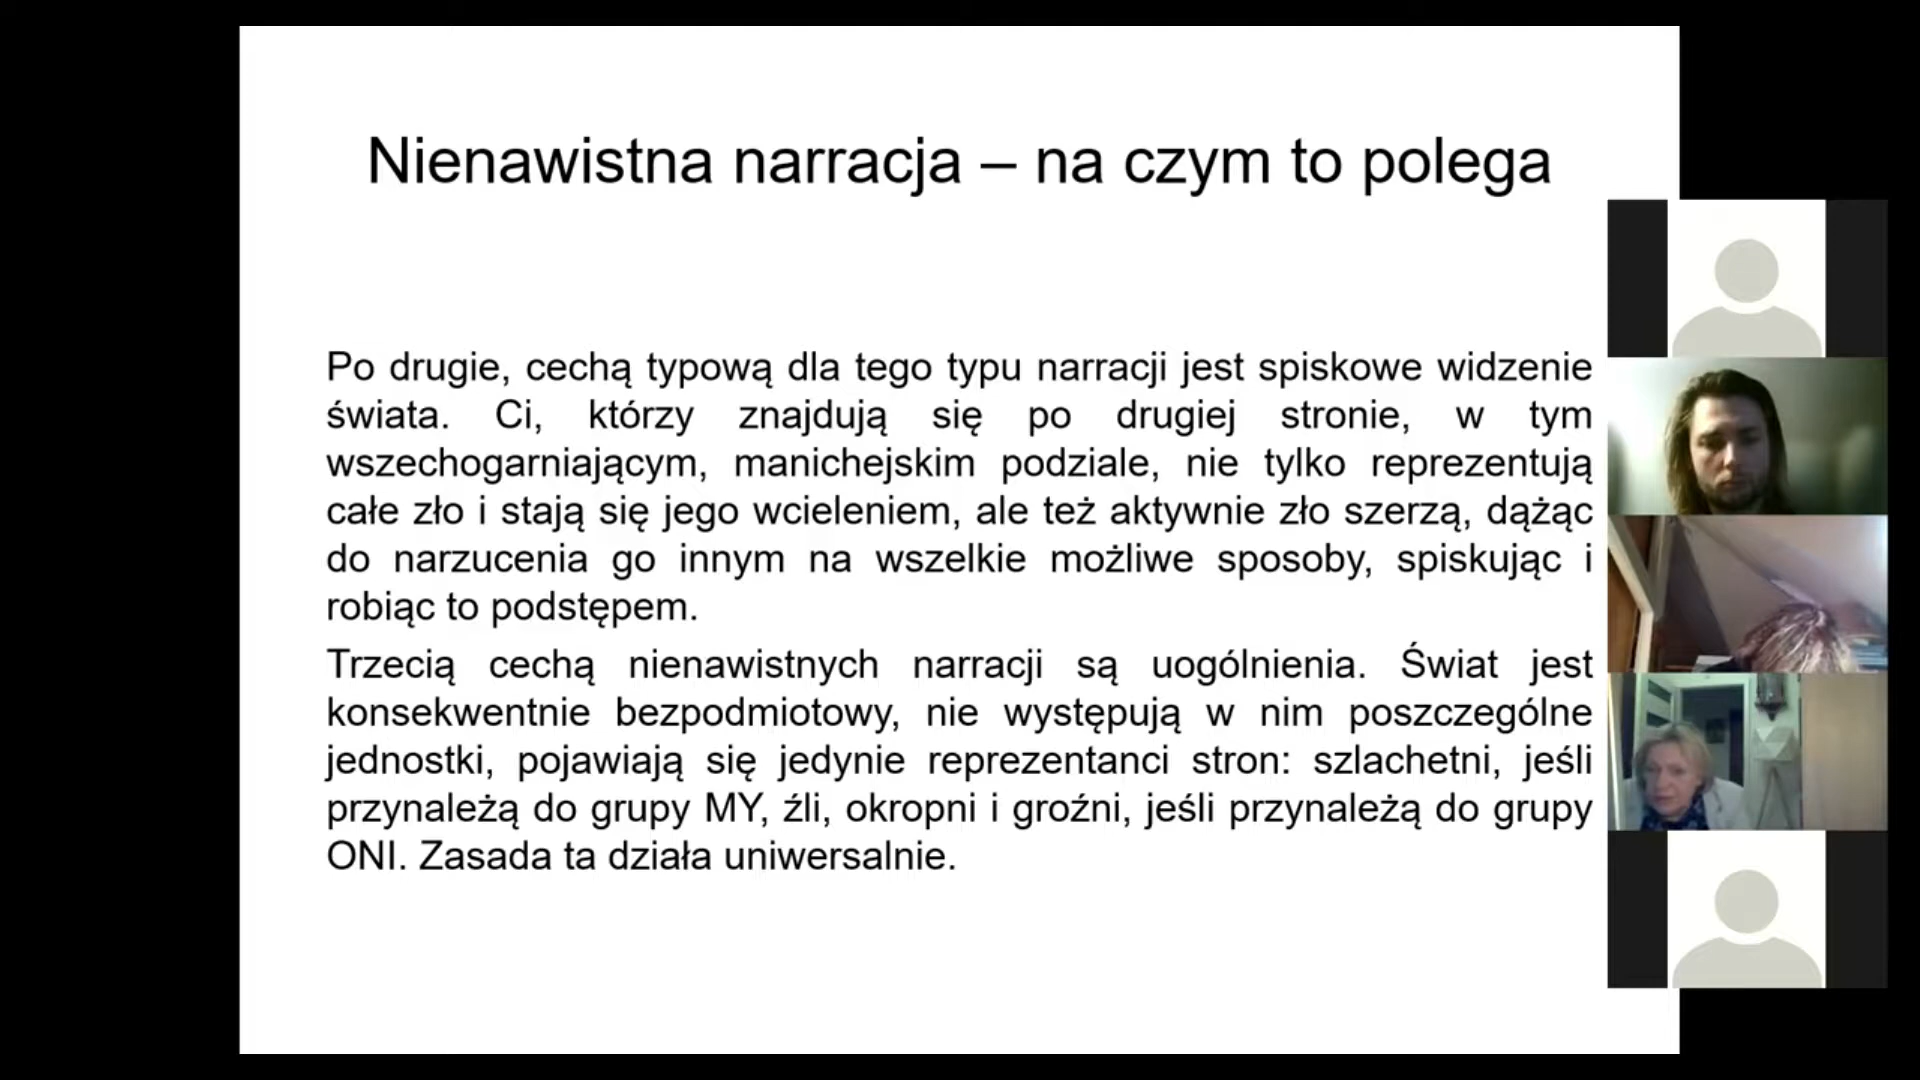 Nienawistna narracja – na czym to polega
Po drugie, cechą typową dla tego typu narracji jest spiskowe widzenie
świata. Ci, którzy znajdują się po drugiej stronie, w tym
wszechogarniającym, manichejskim podziale, nie tylko reprezentują
całe zło i stają się jego wcieleniem, ale też aktywnie zło szerzą, dążąc
do narzucenia go innym na wszelkie możliwe sposoby, spiskując i
robiąc to podstępem.
Trzecią cechą nienawistnych narracji są uogólnienia. Świat jest
konsekwentnie bezpodmiotowy, nie występują w nim poszczególne
jednostki, pojawiają się jedynie reprezentanci stron: szlachetni, jeśli
przynależą do grupy MY, źli, okropni i groźni, jeśli przynależą do grupy
ONI. Zasada ta działa uniwersalnie.